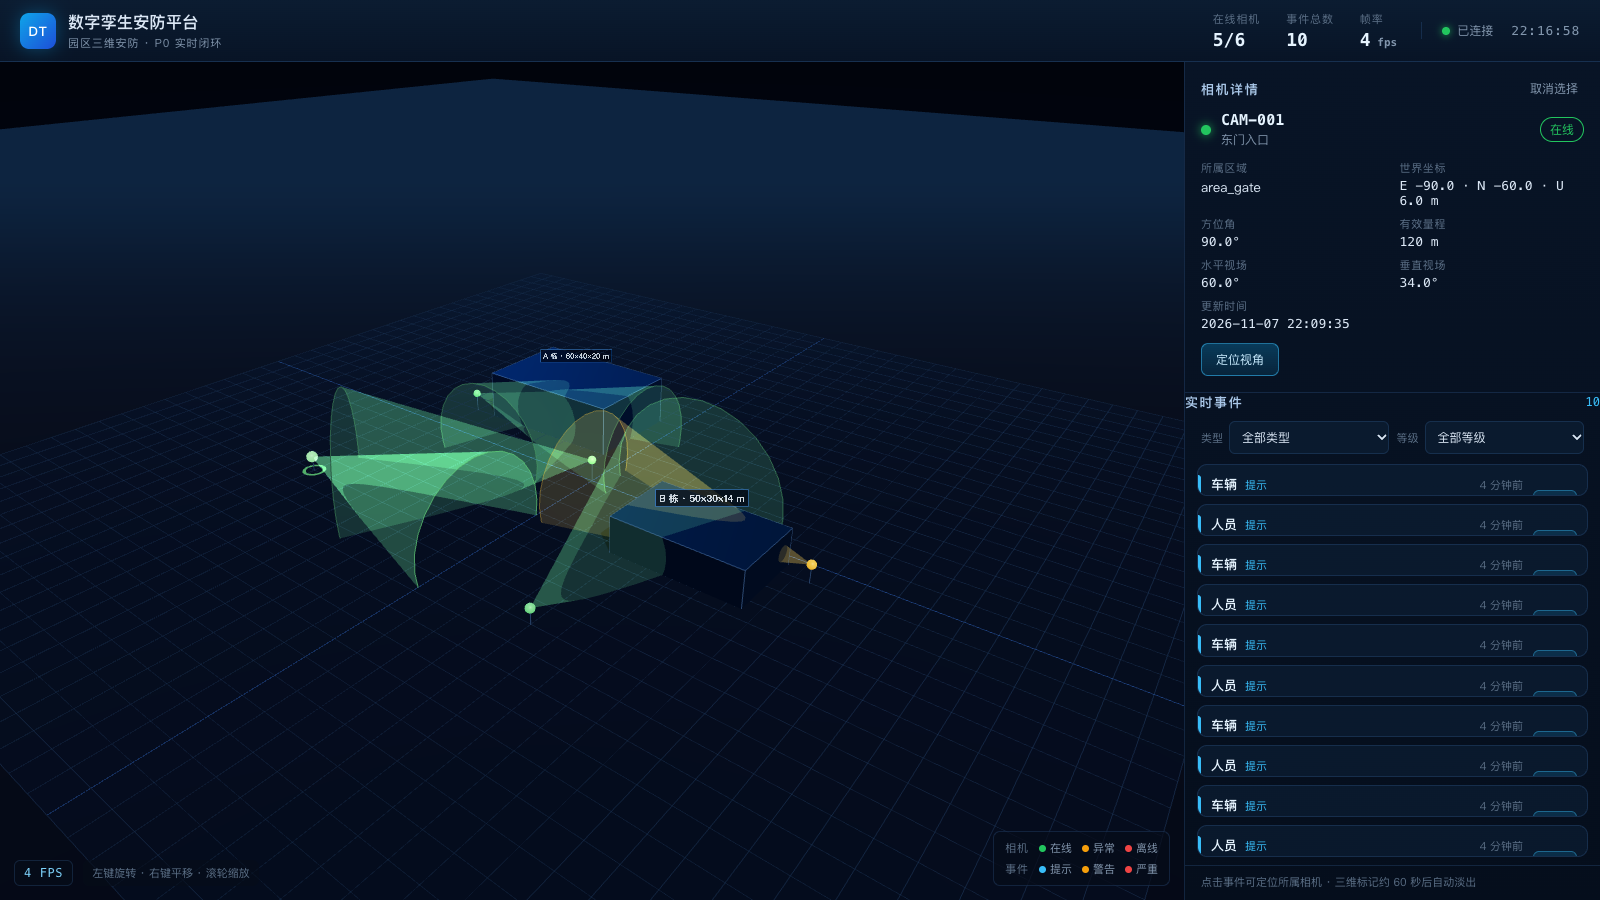 DT
数字孪生安防平台
园区三维安防 · P0 实时闭环
在线相机
5/6
事件总数
10
帧率
4 fps
已连接
22:16:58
A 栋 · 60×40×20 m
B 栋 · 50×30×14 m
4 FPS
左键旋转 · 右键平移 · 滚轮缩放
相机 在线 异常 离线
事件 提示 警告 严重
相机详情
取消选择
CAM-001
东门入口
在线
所属区域
area_gate
世界坐标
E -90.0 · N -60.0 · U
6.0 m
方位角
90.0°
有效量程
120 m
水平视场
60.0°
垂直视场
34.0°
更新时间
2026-11-07 22:09:35
定位视角
实时事件
10
类型 全部类型 等级 全部等级
车辆 提示 4 分钟前
人员 提示 4 分钟前
车辆 提示 4 分钟前
人员 提示 4 分钟前
车辆 提示 4 分钟前
人员 提示 4 分钟前
车辆 提示 4 分钟前
人员 提示 4 分钟前
车辆 提示 4 分钟前
人员 提示 4 分钟前
点击事件可定位所属相机 · 三维标记约 60 秒后自动淡出